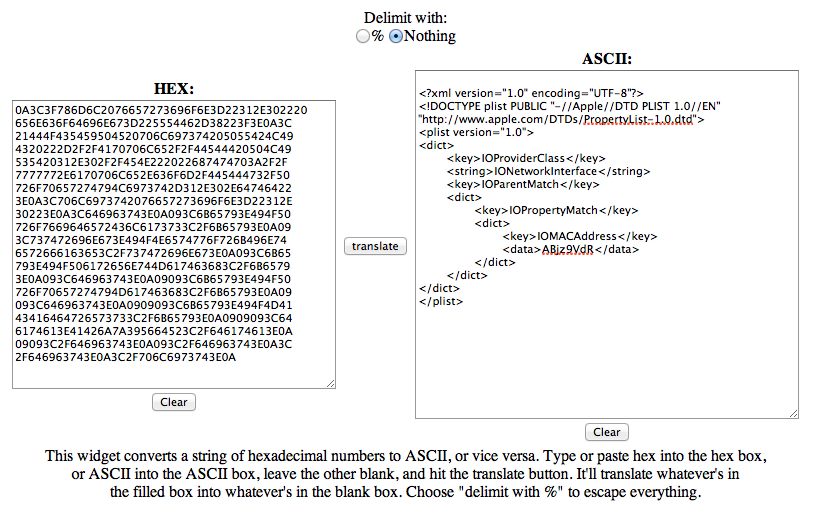 Delimit with:
% Nothing
HEX:
0A3C3F786D6C2076657273696F6E3D22312E302220
656E636F64696E673D225554462D38223F3E0A3C
21444F435459504520706C697374205055424C49
4320222D2F2F4170706C652F2F44544420504C49
535420312E302F2F454E222022687474703A2F2F
7777772E6170706C652E636F6D2F445444732F50
726F70657274794C6973742D312E302E64746422
3E0A3C706C6973742076657273696F6E3D22312E
30223E0A3C646963743E0A093C6B65793E494F50
726F7669646572436C6173733C2F6B65793E0A09
3C737472696E673E494F4E6574776F726B496E74
6572666163653C2F737472696E673E0A093C6B65
793E494F506172656E744D617463683C2F6B6579
3E0A093C646963743E0A09093C6B65793E494F50
726F70657274794D617463683C2F6B65793E0A09
093C646963743E0A0909093C6B65793E494F4D41
43416464726573733C2F6B65793E0A0909093C64
6174613E41426A7A395664523C2F646174613E0A
09093C2F646963743E0A093C2F646963743E0A3C
2F646963743E0A3C2F706C6973743E0A
Clear
translate
ASCII:
<?xml version="1.0" encoding="UTF-8"?>
<!DOCTYPE plist PUBLIC "-//Apple//DTD PLIST 1.0//EN"
"http://www.apple.com/DTDs/PropertyList-1.0.dtd">
<plist version="1.0">
<dict>
<key>IOProviderClass</key>
<string>IONetworkInterface</string>
<key>IOParentMatch</key>
<dict>
<key>IOPropertyMatch</key>
<dict>
<key>IOMACAddress</key>
<data>ABjz9VdR</data>
</dict>
</dict>
</dict>
</plist>
Clear
This widget converts a string of hexadecimal numbers to ASCII, or vice versa. Type or paste hex into the hex box,
or ASCII into the ASCII box, leave the other blank, and hit the translate button. It'll translate whatever's in
the filled box into whatever's in the blank box. Choose "delimit with %" to escape everything.